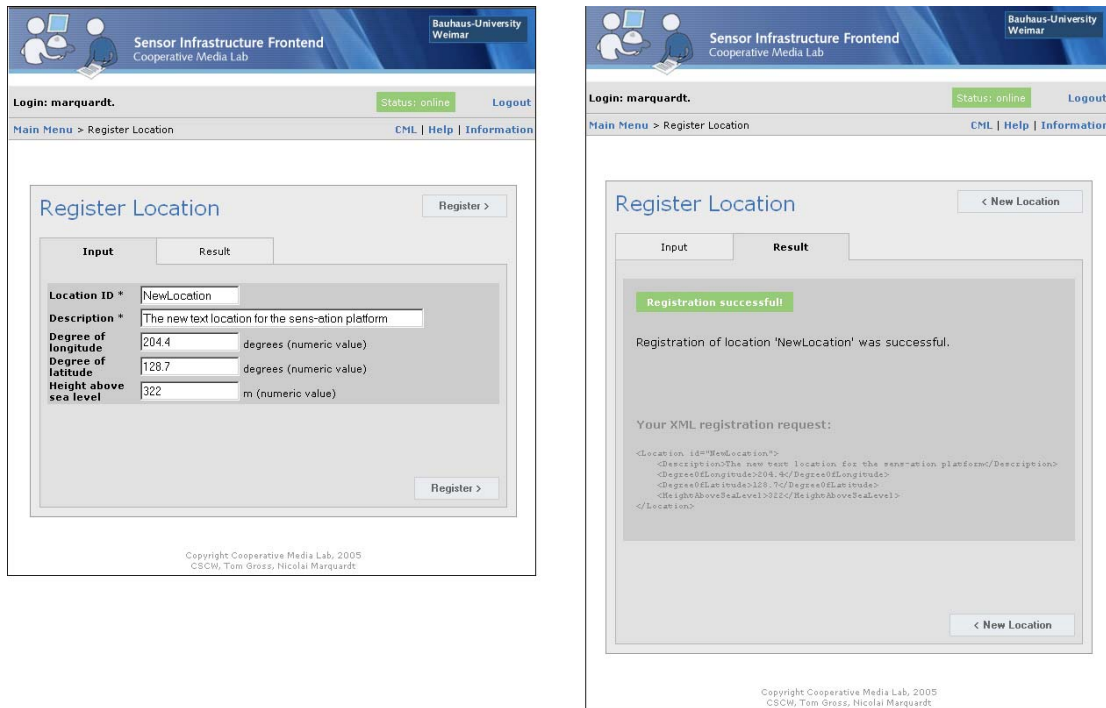 Bauhaus-University
Weimar
Sensor Infrastructure Frontend
Cooperative Media Lab
Login: marquardt.
Status: online
Logout
Main Menu > Register Location
CML | Help | Information
Register Location
Register >
Input
Result
Location ID *
NewLocation
Description *
The new text location for the sens-ation platform
Degree of
longitude
204.4
degrees (numeric value)
Degree of
latitude
128.7
degrees (numeric value)
Height above
sea level
322
m (numeric value)
Register >
Copyright Cooperative Media Lab, 2005
CSCW, Tom Gross, Nicolai Marquardt
Bauhaus-University
Weimar
Sensor Infrastructure Frontend
Cooperative Media Lab
Login: marquardt.
Status: online
Logout
Main Menu > Register Location
CML | Help | Information
Register Location
< New Location
Input
Result
Registration successful!
Registration of location 'NewLocation' was successful.
Your XML registration request:
<Location id="NewLocation">
<Description>The new text location for the sens-ation platform</Description>
<DegreeOfLongitude>204.4</DegreeOfLongitude>
<DegreeOfLatitude>128.7</DegreeOfLatitude>
<HeightAboveSeaLevel>322</HeightAboveSeaLevel>
</Location>
< New Location
Copyright Cooperative Media Lab, 2005
CSCW, Tom Gross, Nicolai Marquardt